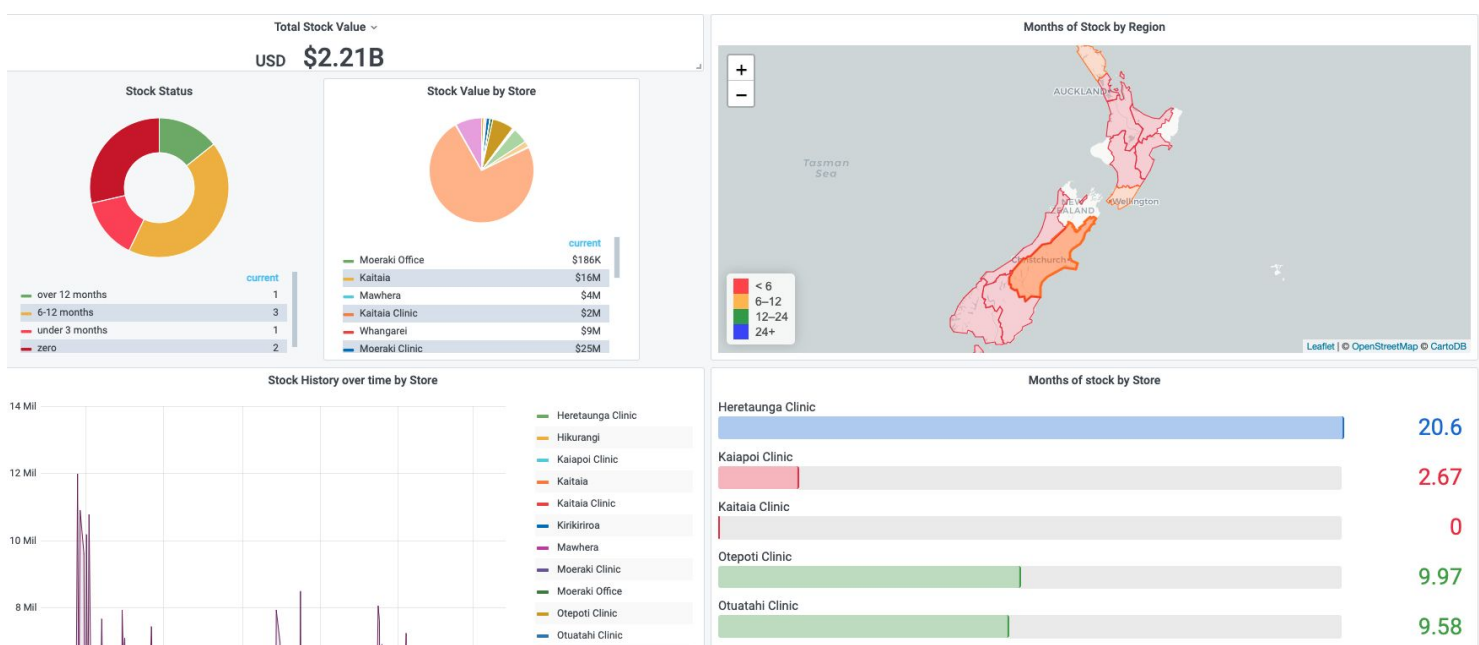 Total Stock Value
USD $2.21B
Stock Status
current
over 12 months 1
6-12 months 3
under 3 months 1
zero 2
Stock Value by Store
current
Moeraki Office $186K
Kaitaia $16M
Mawhera $4M
Kaitaia Clinic $2M
Whangarei $9M
Moeraki Clinic $25M
Months of Stock by Region
+
−
AUCKLAND
Tasman
Sea
NEW
ZEALAND
Wellington
Christchurch
< 6
6–12
12–24
24+
Leaflet | © OpenStreetMap © CartoDB
Stock History over time by Store
14 Mil
12 Mil
10 Mil
8 Mil
Heretaunga Clinic
Hikurangi
Kaiapoi Clinic
Kaitaia
Kaitaia Clinic
Kirikiriroa
Mawhera
Moeraki Clinic
Moeraki Office
Otepoti Clinic
Otuatahi Clinic
Months of stock by Store
Heretaunga Clinic
20.6
Kaiapoi Clinic
2.67
Kaitaia Clinic
0
Otepoti Clinic
9.97
Otuatahi Clinic
9.58